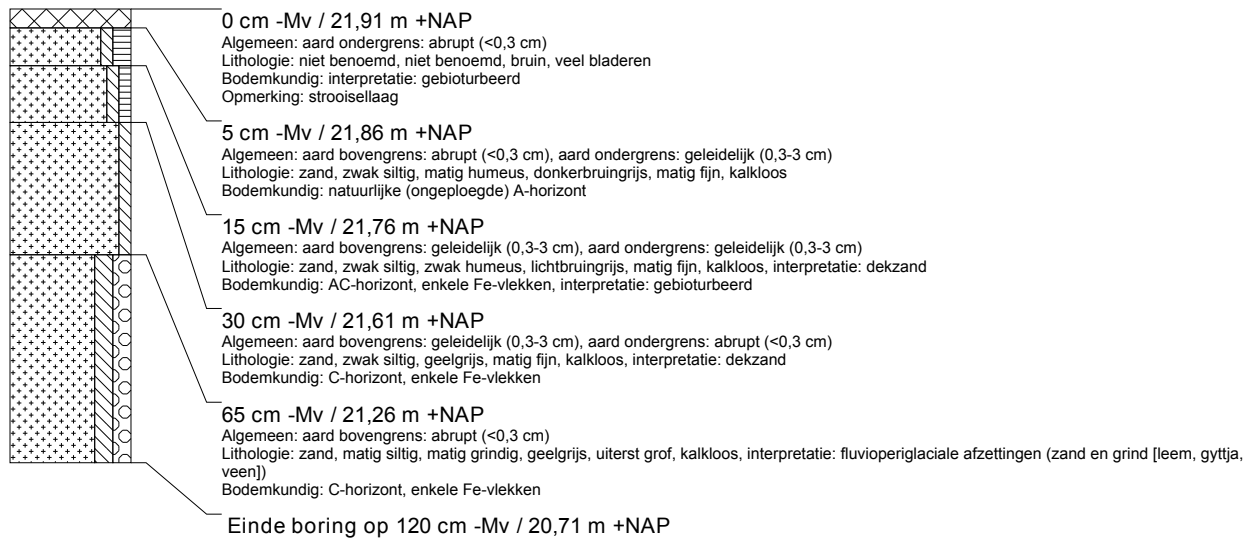 0 cm -Mv / 21,91 m +NAP
Algemeen: aard ondergrens: abrupt (<0,3 cm)
Lithologie: niet benoemd, niet benoemd, bruin, veel bladeren
Bodemkundig: interpretatie: gebioturbeerd
Opmerking: strooisellaag
5 cm -Mv / 21,86 m +NAP
Algemeen: aard bovengrens: abrupt (<0,3 cm), aard ondergrens: geleidelijk (0,3-3 cm)
Lithologie: zand, zwak siltig, matig humeus, donkerbruingrijs, matig fijn, kalkloos
Bodemkundig: natuurlijke (ongeploegde) A-horizont
15 cm -Mv / 21,76 m +NAP
Algemeen: aard bovengrens: geleidelijk (0,3-3 cm), aard ondergrens: geleidelijk (0,3-3 cm)
Lithologie: zand, zwak siltig, zwak humeus, lichtbruingrijs, matig fijn, kalkloos, interpretatie: dekzand
Bodemkundig: AC-horizont, enkele Fe-vlekken, interpretatie: gebioturbeerd
30 cm -Mv / 21,61 m +NAP
Algemeen: aard bovengrens: geleidelijk (0,3-3 cm), aard ondergrens: abrupt (<0,3 cm)
Lithologie: zand, zwak siltig, geelgrijs, matig fijn, kalkloos, interpretatie: dekzand
Bodemkundig: C-horizont, enkele Fe-vlekken
65 cm -Mv / 21,26 m +NAP
Algemeen: aard bovengrens: abrupt (<0,3 cm)
Lithologie: zand, matig siltig, matig grindig, geelgrijs, uiterst grof, kalkloos, interpretatie: fluvioperiglaciale afzettingen (zand en grind [leem, gyttja,
veen])
Bodemkundig: C-horizont, enkele Fe-vlekken
Einde boring op 120 cm -Mv / 20,71 m +NAP